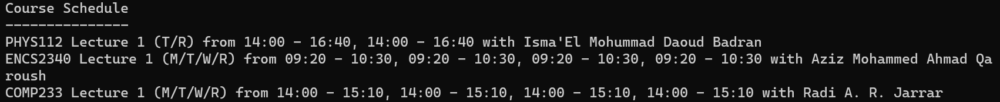 Course Schedule
---------------
PHYS112 Lecture 1 (T/R) from 14:00 - 16:40, 14:00 - 16:40 with Isma'El Mohummad Daoud Badran
ENCS2340 Lecture 1 (M/T/W/R) from 09:20 - 10:30, 09:20 - 10:30, 09:20 - 10:30, 09:20 - 10:30 with Aziz Mohammed Ahmad Qa
roush
COMP233 Lecture 1 (M/T/W/R) from 14:00 - 15:10, 14:00 - 15:10, 14:00 - 15:10, 14:00 - 15:10 with Radi A. R. Jarrar